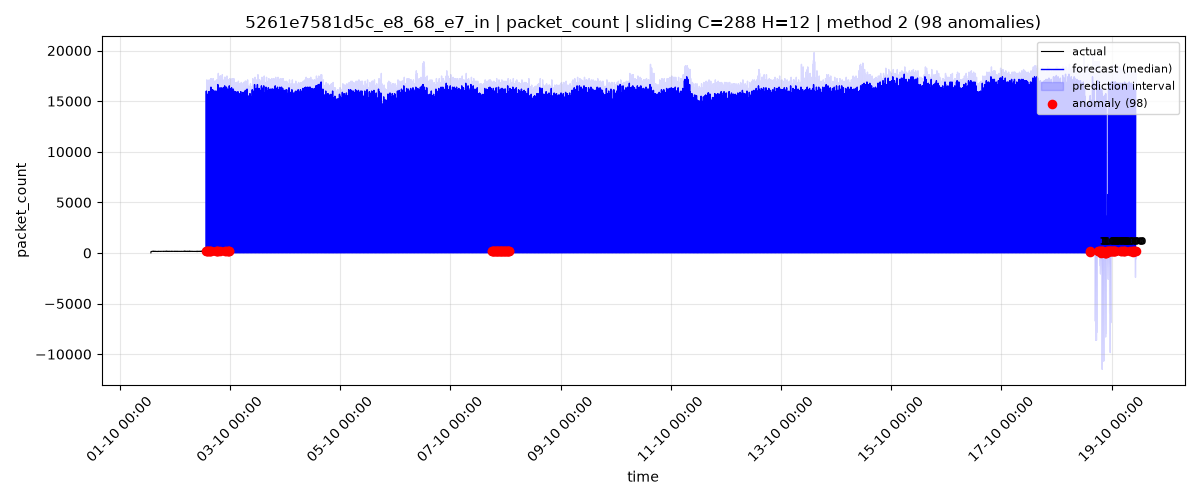 5261e7581d5c_e8_68_e7_in | packet_count | sliding C=288 H=12 | method 2 (98 anomalies)
actual
forecast (median)
prediction interval
anomaly (98)
packet_count
20000
15000
10000
5000
0
−5000
−10000
01-10 00:00
03-10 00:00
05-10 00:00
07-10 00:00
09-10 00:00
11-10 00:00
13-10 00:00
15-10 00:00
17-10 00:00
19-10 00:00
time